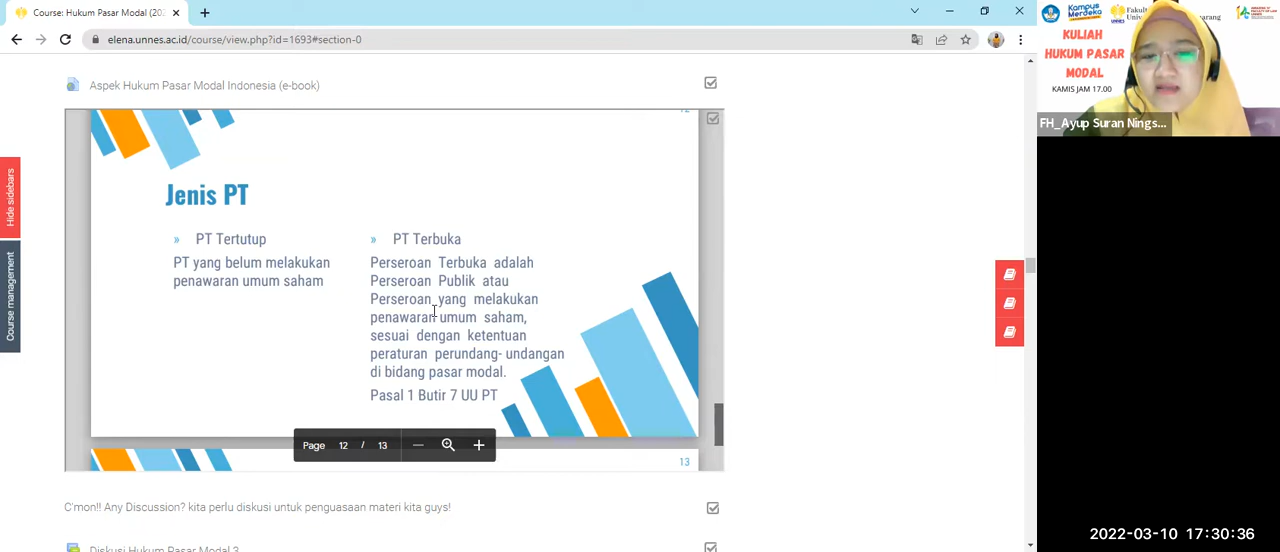 Course: Hukum Pasar Modal (202
elena.unnes.ac.id/course/view.php?id=1693#section-0
Hide sidebars
Course management
Aspek Hukum Pasar Modal Indonesia (e-book)
12
Jenis PT
» PT Tertutup
PT yang belum melakukan
penawaran umum saham
» PT Terbuka
Perseroan Terbuka adalah
Perseroan Publik atau
Perseroan yang melakukan
penawaran umum saham,
sesuai dengan ketentuan
peraturan perundang- undangan
di bidang pasar modal.
Pasal 1 Butir 7 UU PT
Page 12 / 13
13
C'mon!! Any Discussion? kita perlu diskusi untuk penguasaan materi kita guys!
Diskusi Hukum Pasar Modal 3
Kampus
Merdeka
UNNES
KULIAH
HUKUM PASAR
MODAL
KAMIS JAM 17.00
FH_Ayup Suran Nings...
2022-03-10 17:30:36